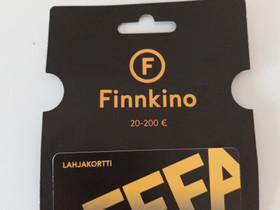 F
Finnkino
20-200 €
LAHJAKORTTI